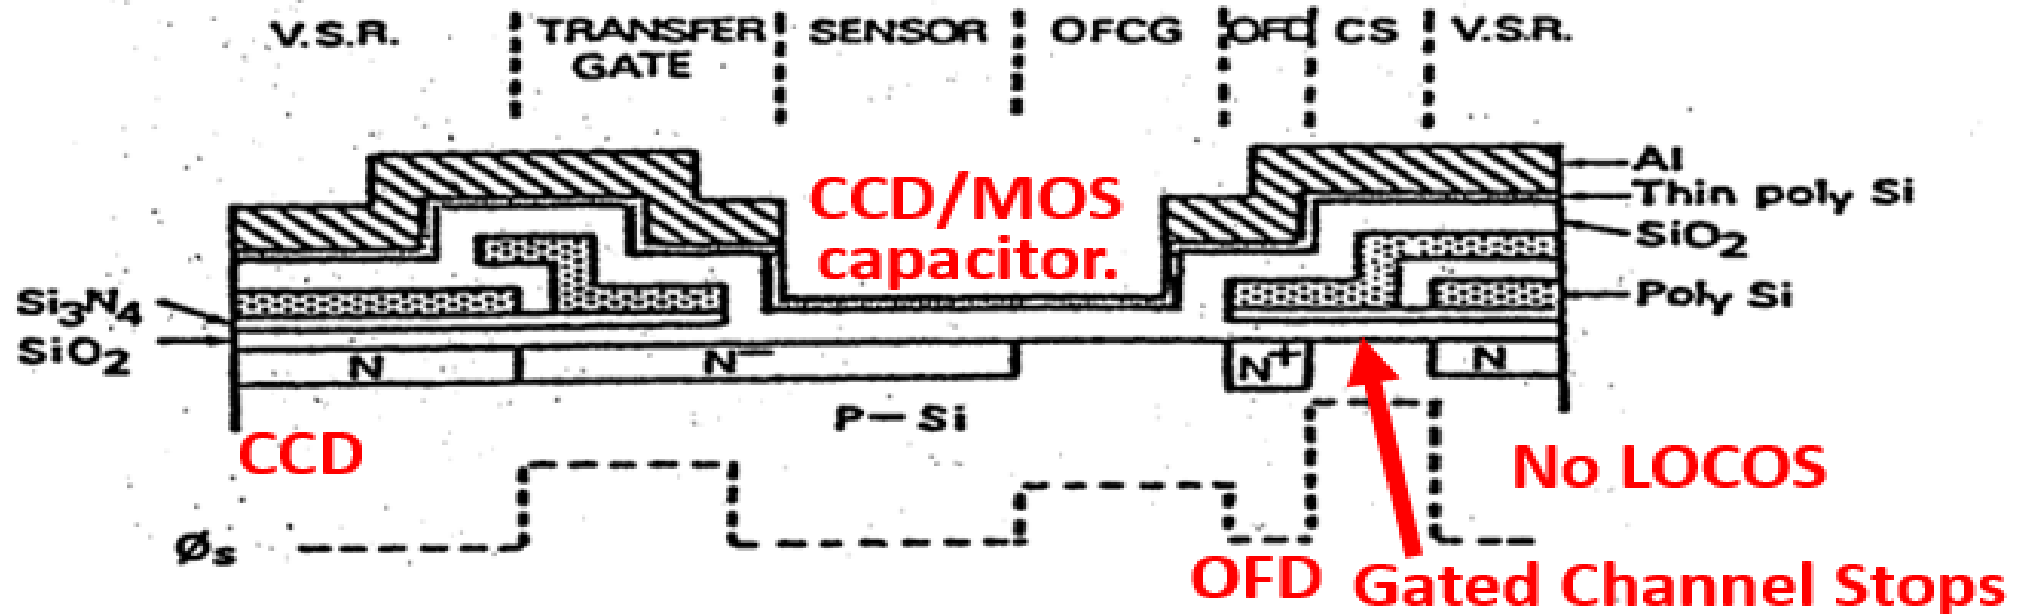 V.S.R. TRANSFER GATE SENSOR OFCG OFD CS V.S.R.
Al
Thin poly Si
SiO2
Poly Si
CCD/MOS
capacitor.
Si3N4
SiO2
N N− N+ N
P−Si
CCD
No LOCOS
Øs
OFD
Gated Channel Stops